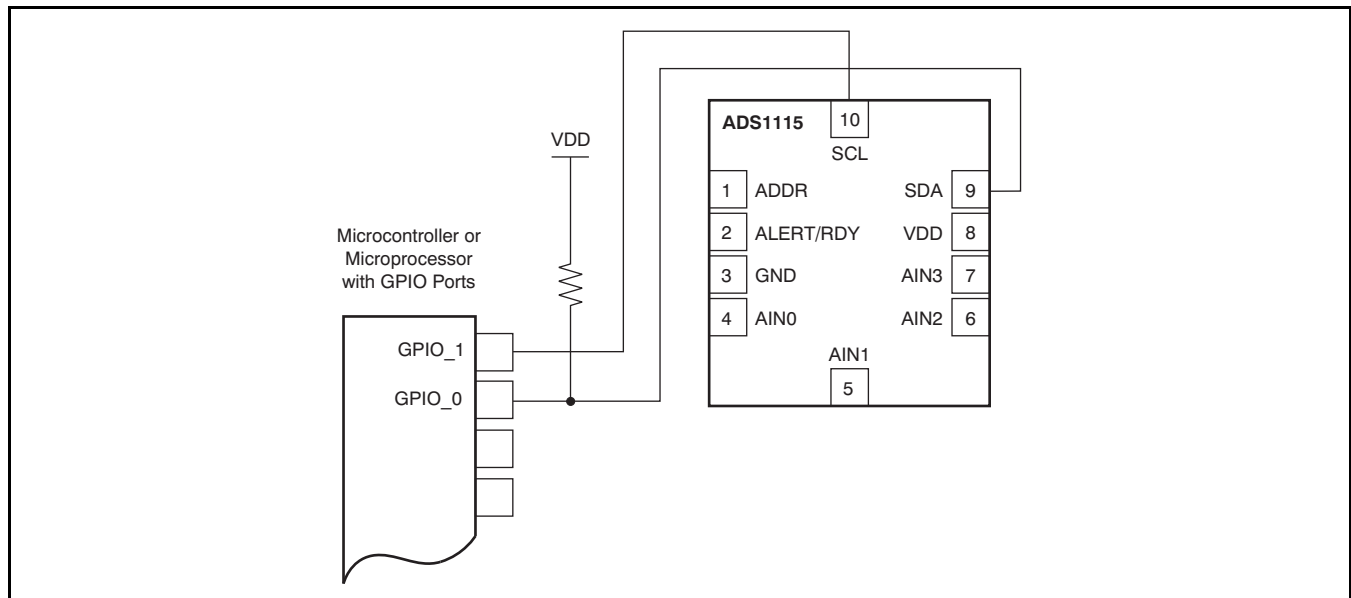 VDD
Microcontroller or
Microprocessor
with GPIO Ports
GPIO_1
GPIO_0
ADS1115
10
SCL
1 ADDR
SDA 9
2 ALERT/RDY
VDD 8
3 GND
AIN3 7
4 AIN0
AIN2 6
AIN1
5